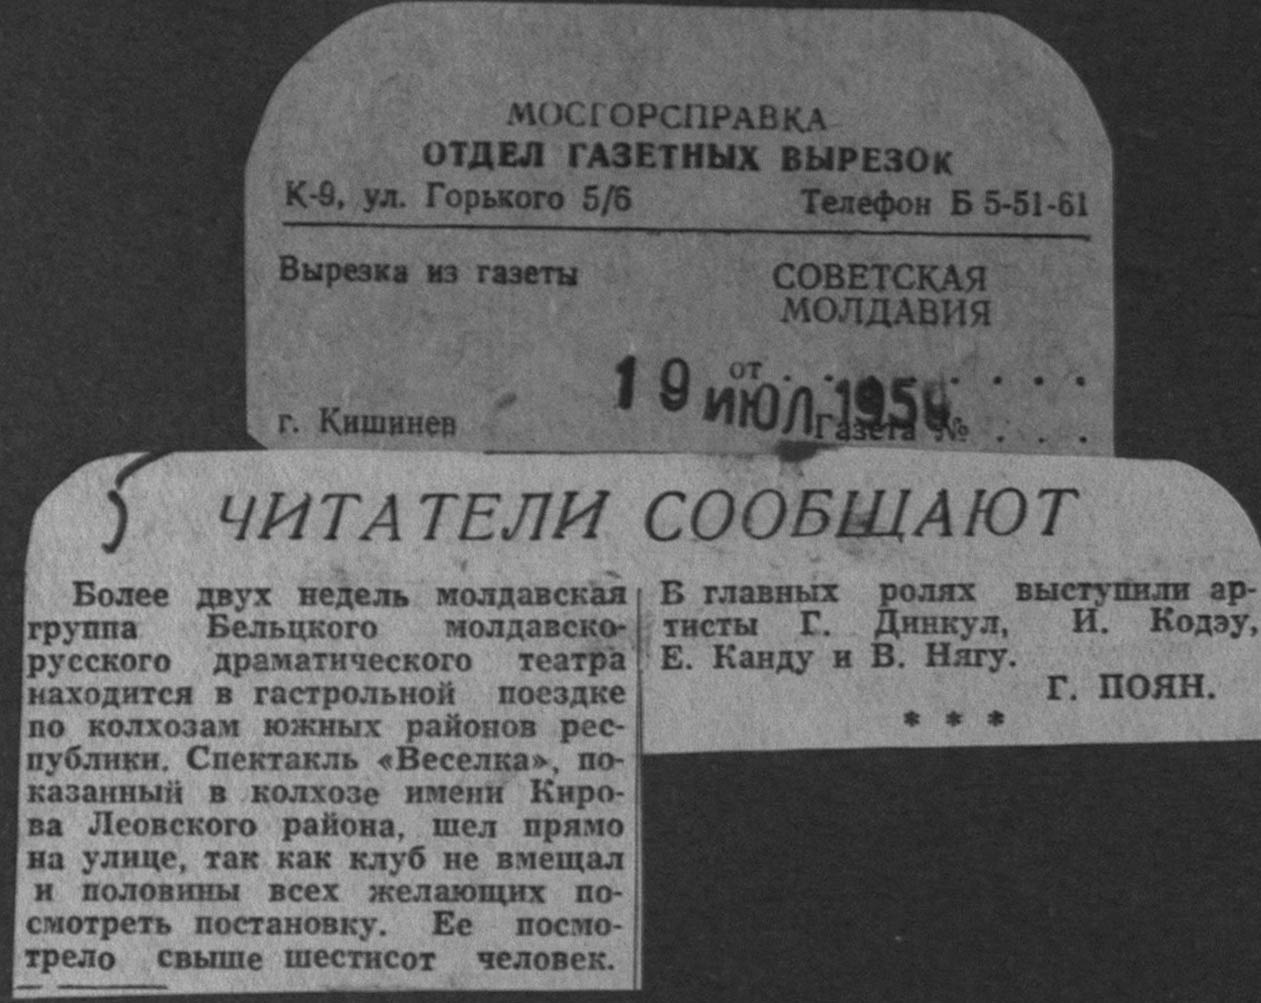 МОСГОРСПРАВКА
ОТДЕЛ ГАЗЕТНЫХ ВЫРЕЗОК
К-9, ул. Горького 5/6 Телефон Б 5-51-61
Вырезка из газеты СОВЕТСКАЯ
МОЛДАВИЯ
от . . . . . . . . .
19 ИЮЛ 195
г. Кишинев Газета № . . .
ЧИТАТЕЛИ СООБЩАЮТ
Более двух недель молдавская
группа Бельцкого молдавско-
русского драматического театра
находится в гастрольной поездке
по колхозам южных районов рес-
публики. Спектакль «Веселка», по-
казанный в колхозе имени Киро-
ва Леовского района, шел прямо
на улице, так как клуб не вмещал
и половины всех желающих по-
смотреть постановку. Ее посмо-
трело свыше шестисот человек.
В главных ролях выступили ар-
тисты Г. Динкул, И. Кодэу,
Е. Канду и В. Нягу.
Г. ПОЯН.
* * *